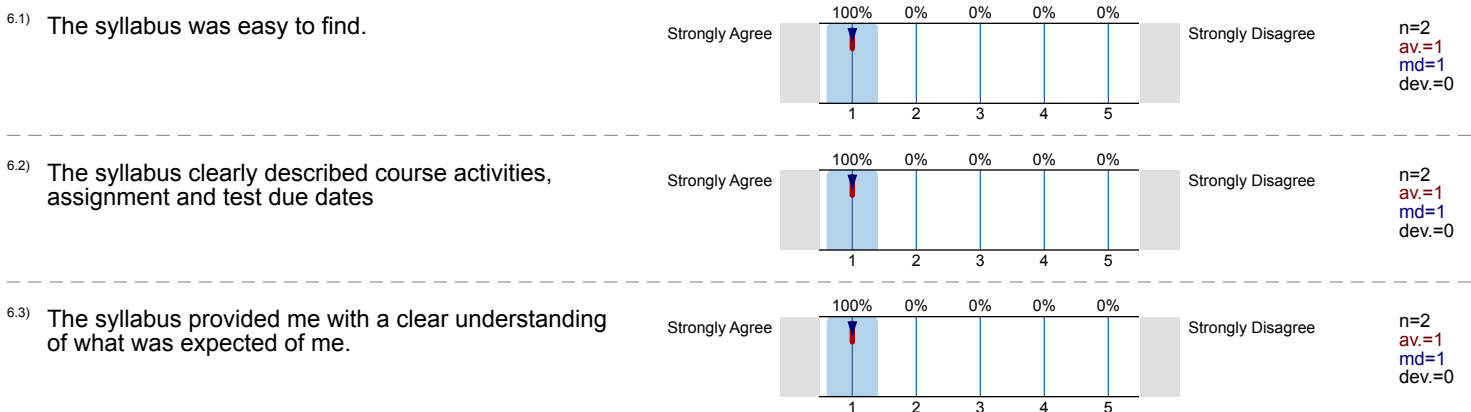 6.1) The syllabus was easy to find.
100% 0% 0% 0% 0%
Strongly Agree Strongly Disagree
n=2
av.=1
md=1
dev.=0
1 2 3 4 5
6.2) The syllabus clearly described course activities,
assignment and test due dates
100% 0% 0% 0% 0%
Strongly Agree Strongly Disagree
n=2
av.=1
md=1
dev.=0
1 2 3 4 5
6.3) The syllabus provided me with a clear understanding
of what was expected of me.
100% 0% 0% 0% 0%
Strongly Agree Strongly Disagree
n=2
av.=1
md=1
dev.=0
1 2 3 4 5